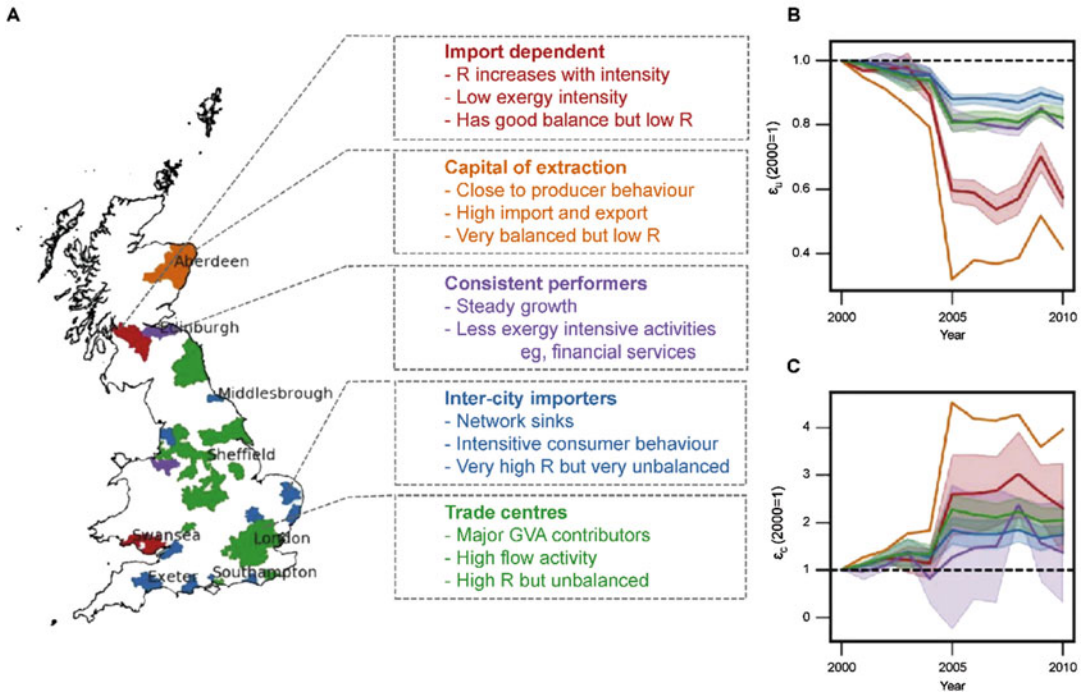 A
Import dependent
- R increases with intensity
- Low exergy intensity
- Has good balance but low R
Capital of extraction
- Close to producer behaviour
- High import and export
- Very balanced but low R
Consistent performers
- Steady growth
- Less exergy intensive activities
eg, financial services
Inter-city importers
- Network sinks
- Intensitive consumer behaviour
- Very high R but very unbalanced
Trade centres
- Major GVA contributors
- High flow activity
- High R but unbalanced
Aberdeen
Edinburgh
Middlesbrough
Sheffield
Swansea
London
Exeter
Southampton
B
1.0
0.8
0.6
0.4
εu (2000=1)
2000
2005
2010
Year
C
4
3
2
1
0
εc (2000=1)
2000
2005
2010
Year